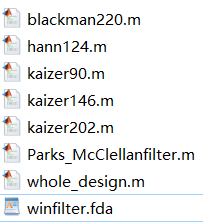 blackman220.m
hann124.m
kaizer90.m
kaizer146.m
kaizer202.m
Parks_McClellanfilter.m
whole_design.m
winfilter.fda